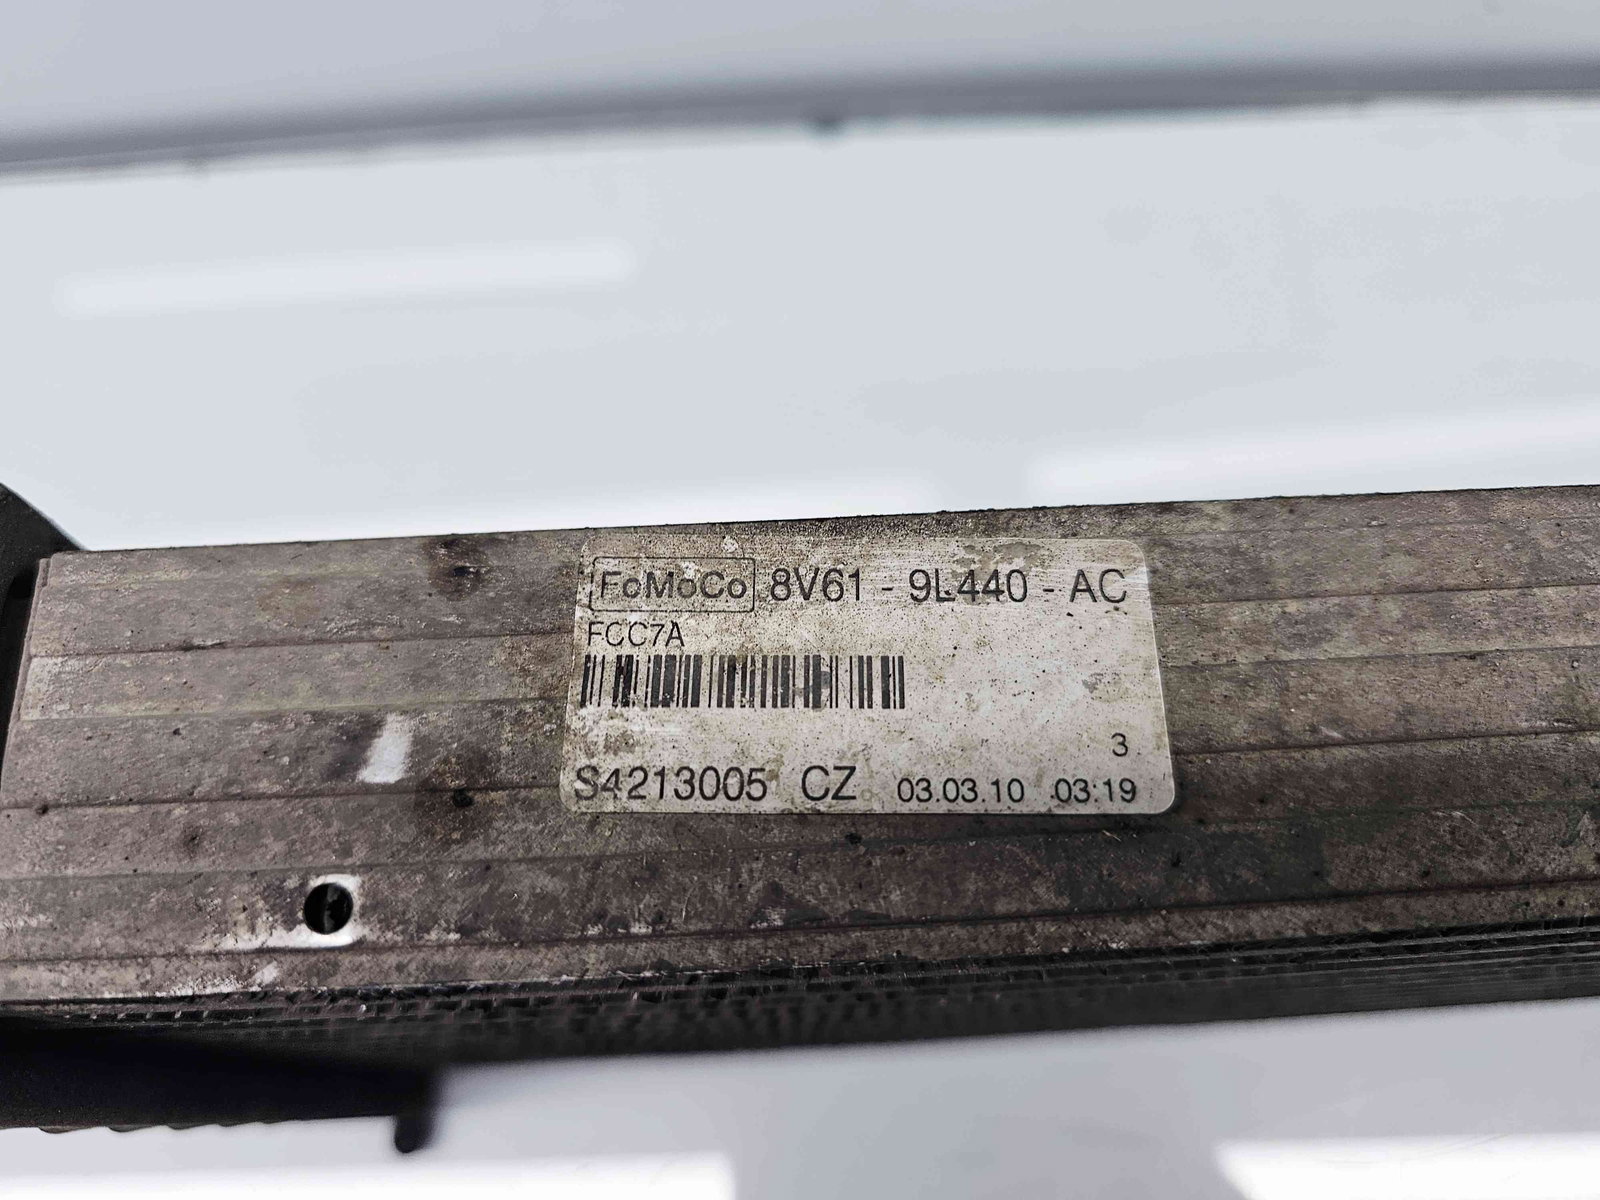 FoMoCo 8V61 - 9L440 - AC
FCC7A
3
S4213005 CZ 03.03.10 03:19